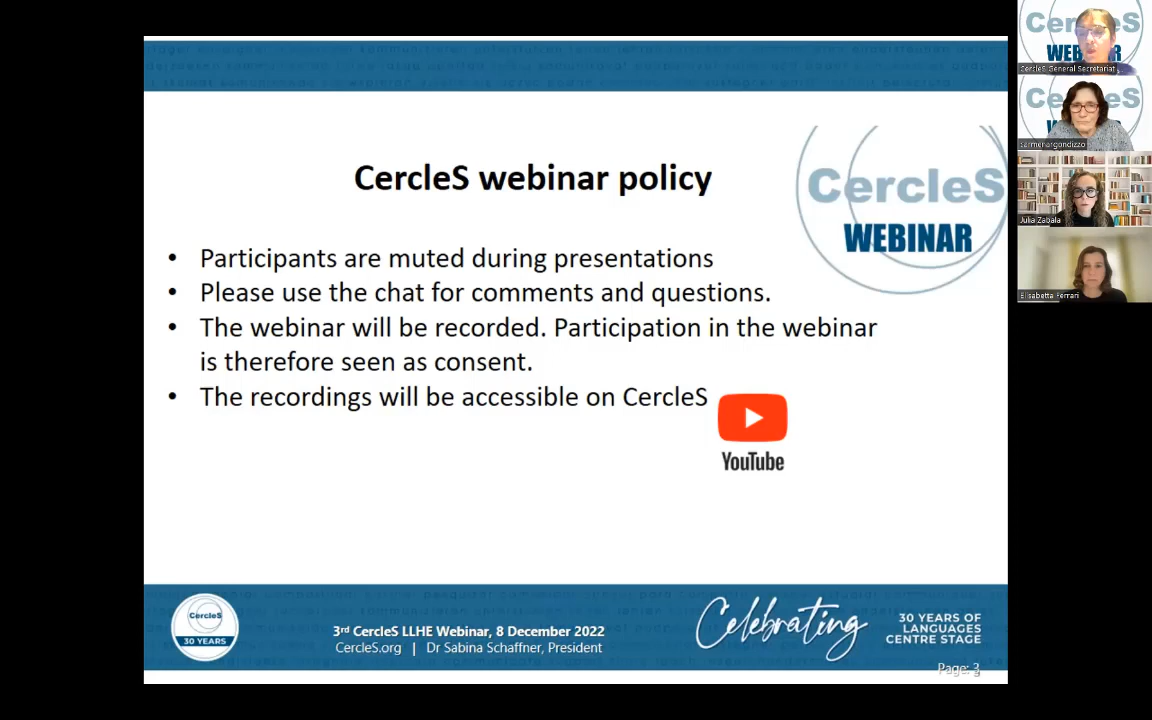 CercleS webinar policy
CercleS
WEBINAR
• Participants are muted during presentations
• Please use the chat for comments and questions.
• The webinar will be recorded. Participation in the webinar
is therefore seen as consent.
• The recordings will be accessible on CercleS
YouTube
CercleS
30 YEARS
3rd CercleS LLHE Webinar, 8 December 2022
CercleS.org | Dr Sabina Schaffner, President
Celebrating
30 YEARS OF
LANGUAGES
CENTRE STAGE
Page: 3
CercleS General Secretariat
carmenargondizzo
Julia Zabala
Elisabetta Ferrari